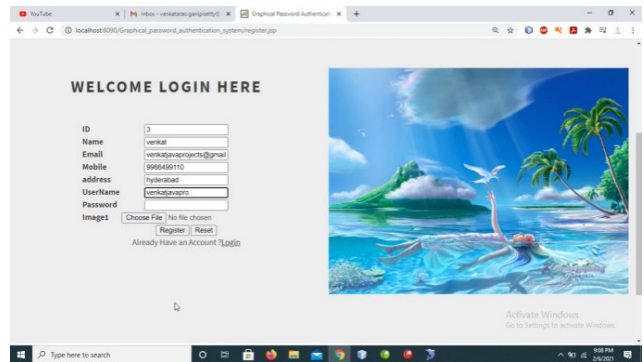 YouTube
Inbox - venkatarao.ganipisetty@
Graphical Password Authentication
localhost:8090/Graphical_password_authentication_system/register.jsp
WELCOME LOGIN HERE
ID 3
Name venkat
Email venkatjavaprojects@gmail
Mobile 9966499110
address hyderabad
UserName venkatjavapro
Password
Image1 Choose File No file chosen
Register Reset
Already Have an Account ?Login
Activate Windows
Go to Settings to activate Windows.
Type here to search
9:08 PM
2/6/2021